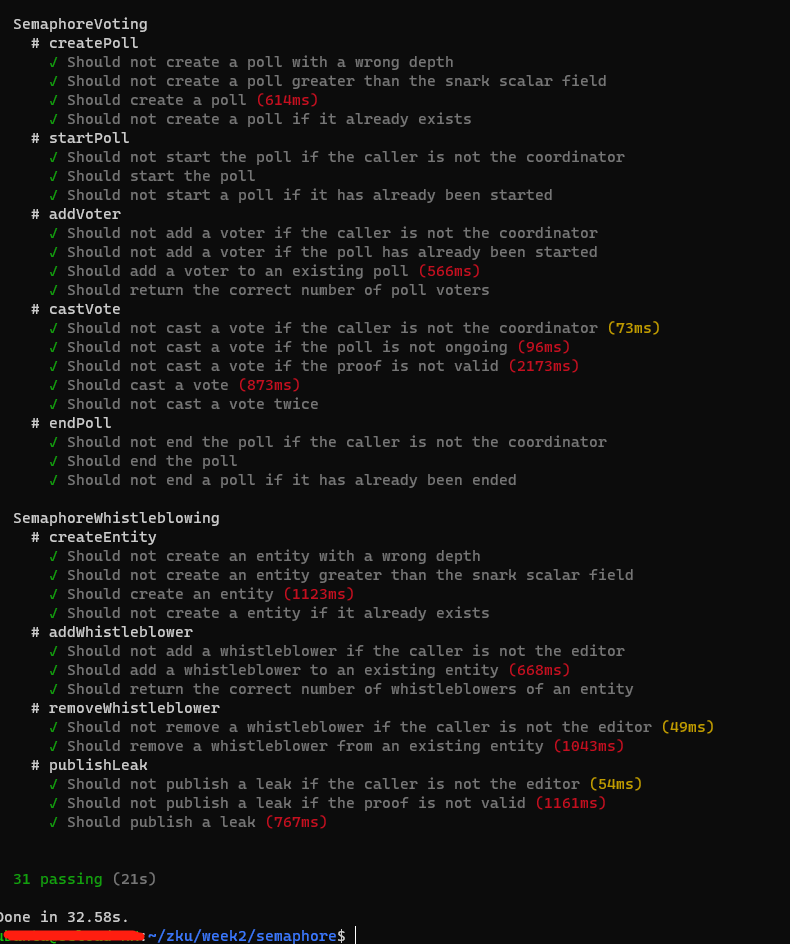 SemaphoreVoting
# createPoll
✓ Should not create a poll with a wrong depth
✓ Should not create a poll greater than the snark scalar field
✓ Should create a poll (614ms)
✓ Should not create a poll if it already exists
# startPoll
✓ Should not start the poll if the caller is not the coordinator
✓ Should start the poll
✓ Should not start a poll if it has already been started
# addVoter
✓ Should not add a voter if the caller is not the coordinator
✓ Should not add a voter if the poll has already been started
✓ Should add a voter to an existing poll (566ms)
✓ Should return the correct number of poll voters
# castVote
✓ Should not cast a vote if the caller is not the coordinator (73ms)
✓ Should not cast a vote if the poll is not ongoing (96ms)
✓ Should not cast a vote if the proof is not valid (2173ms)
✓ Should cast a vote (873ms)
✓ Should not cast a vote twice
# endPoll
✓ Should not end the poll if the caller is not the coordinator
✓ Should end the poll
✓ Should not end a poll if it has already been ended
SemaphoreWhistleblowing
# createEntity
✓ Should not create an entity with a wrong depth
✓ Should not create an entity greater than the snark scalar field
✓ Should create an entity (1123ms)
✓ Should not create a entity if it already exists
# addWhistleblower
✓ Should not add a whistleblower if the caller is not the editor
✓ Should add a whistleblower to an existing entity (668ms)
✓ Should return the correct number of whistleblowers of an entity
# removeWhistleblower
✓ Should not remove a whistleblower if the caller is not the editor (49ms)
✓ Should remove a whistleblower from an existing entity (1043ms)
# publishLeak
✓ Should not publish a leak if the caller is not the editor (54ms)
✓ Should not publish a leak if the proof is not valid (1161ms)
✓ Should publish a leak (767ms)
31 passing (21s)
Done in 32.58s.
:~/zku/week2/semaphore$